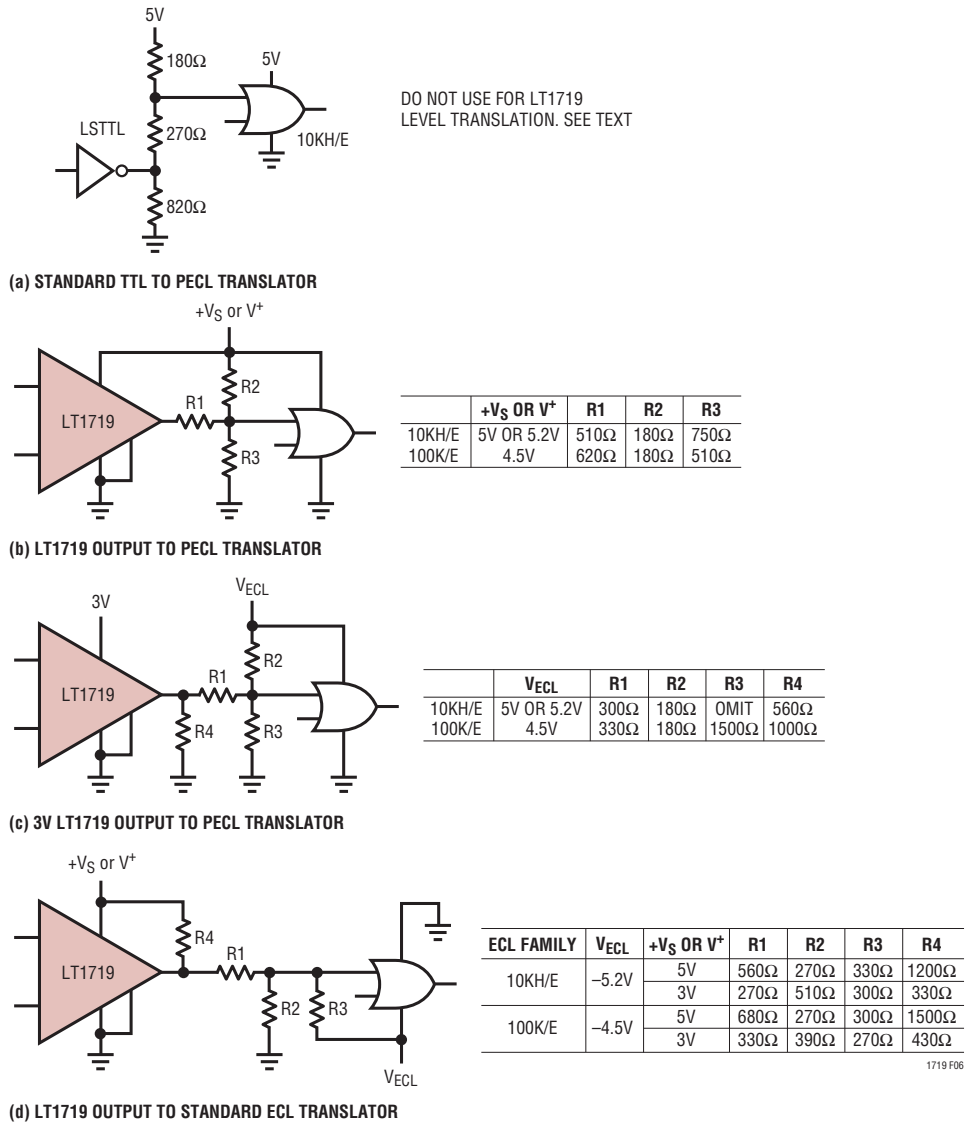 5V
180Ω
5V
DO NOT USE FOR LT1719
LEVEL TRANSLATION. SEE TEXT
LSTTL
270Ω
10KH/E
820Ω
(a) STANDARD TTL TO PECL TRANSLATOR
+VS or V+
R2
R1
LT1719
R3
+VS OR V+ R1 R2 R3
10KH/E 5V OR 5.2V 510Ω 180Ω 750Ω
100K/E 4.5V 620Ω 180Ω 510Ω
(b) LT1719 OUTPUT TO PECL TRANSLATOR
VECL
3V
R2
R1
LT1719
R4
R3
VECL R1 R2 R3 R4
10KH/E 5V OR 5.2V 300Ω 180Ω OMIT 560Ω
100K/E 4.5V 330Ω 180Ω 1500Ω 1000Ω
(c) 3V LT1719 OUTPUT TO PECL TRANSLATOR
+VS or V+
R4
R1
LT1719
R2
R3
VECL
ECL FAMILY VECL +VS OR V+ R1 R2 R3 R4
10KH/E –5.2V 5V 560Ω 270Ω 330Ω 1200Ω
3V 270Ω 510Ω 300Ω 330Ω
100K/E –4.5V 5V 680Ω 270Ω 300Ω 1500Ω
3V 330Ω 390Ω 270Ω 430Ω
1719 F06
(d) LT1719 OUTPUT TO STANDARD ECL TRANSLATOR